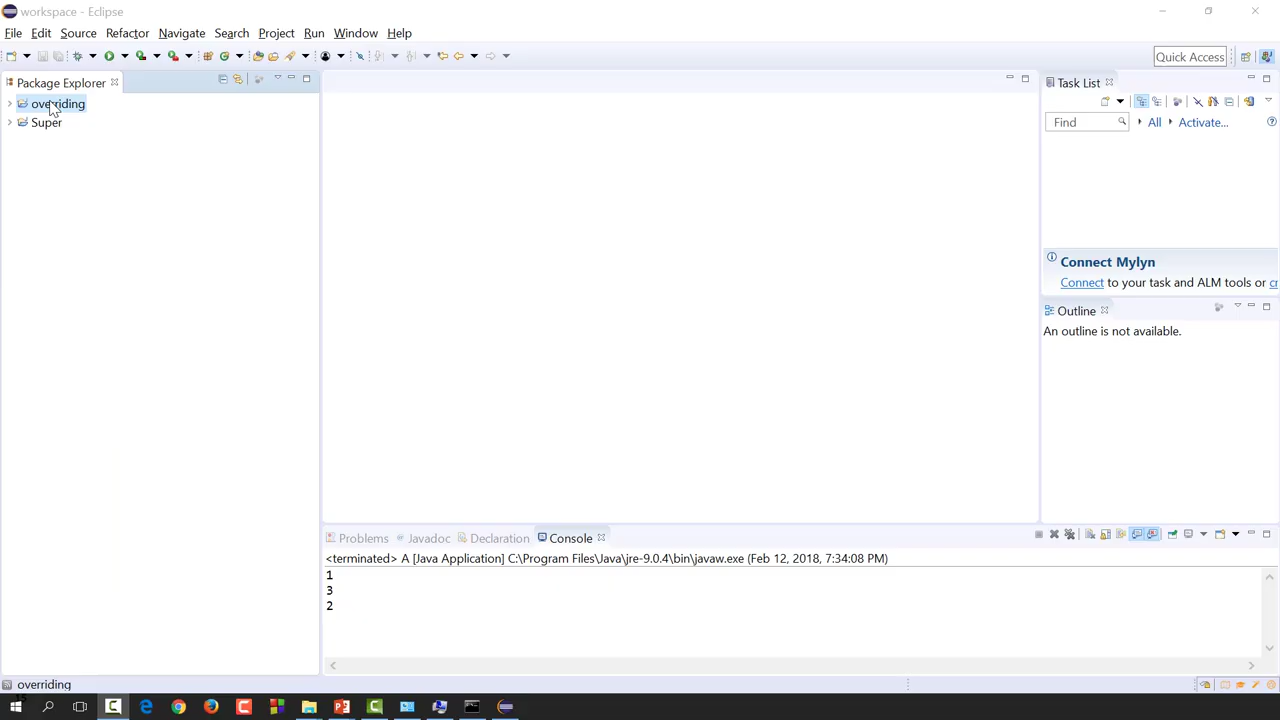 workspace - Eclipse
File Edit Source Refactor Navigate Search Project Run Window Help
Quick Access
Package Explorer
overriding
Super
Task List
Find All Activate...
Connect Mylyn
Connect to your task and ALM tools or
Outline
An outline is not available.
Problems Javadoc Declaration Console
<terminated> A [Java Application] C:\Program Files\Java\jre-9.0.4\bin\javaw.exe (Feb 12, 2018, 7:34:08 PM)
1
3
2
overriding